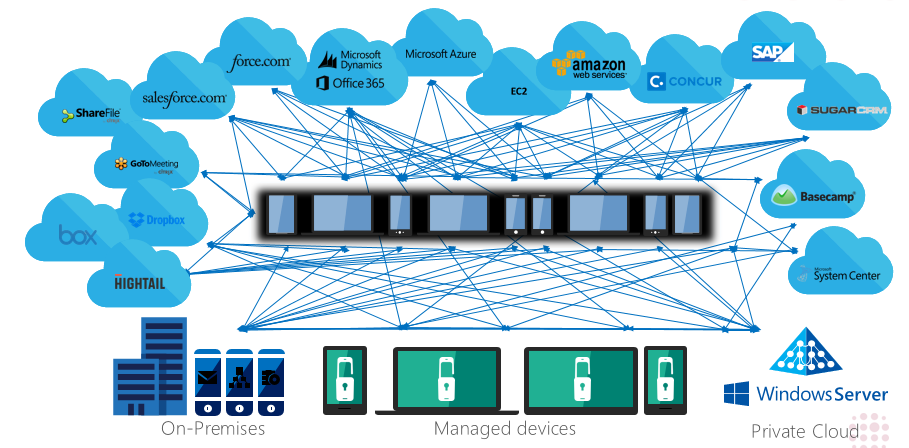 force.com
Microsoft
Dynamics
Office 365
Microsoft Azure
EC2
amazon
web services
CONCUR
SAP
SUGARCRM
ShareFile
salesforce.com
GoToMeeting
citrix
Basecamp
box
Dropbox
HIGHTAIL
Microsoft
System Center
On-Premises
Managed devices
Windows Server
Private Cloud